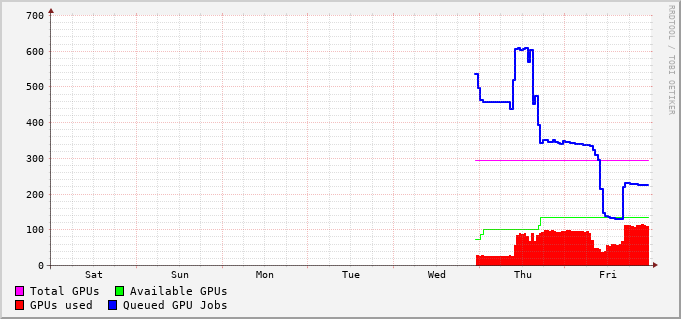 700
600
500
400
300
200
100
0
Sat Sun Mon Tue Wed Thu Fri
Total GPUs Available GPUs
GPUs used Queued GPU Jobs
RRDTOOL / TOBI OETIKER